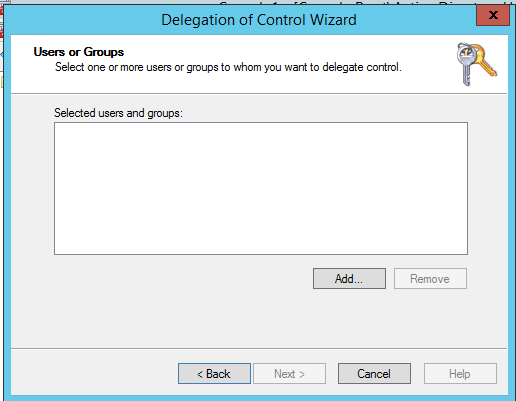 Delegation of Control Wizard
x
Users or Groups
Select one or more users or groups to whom you want to delegate control.
Selected users and groups:
Add...
Remove
< Back
Next >
Cancel
Help